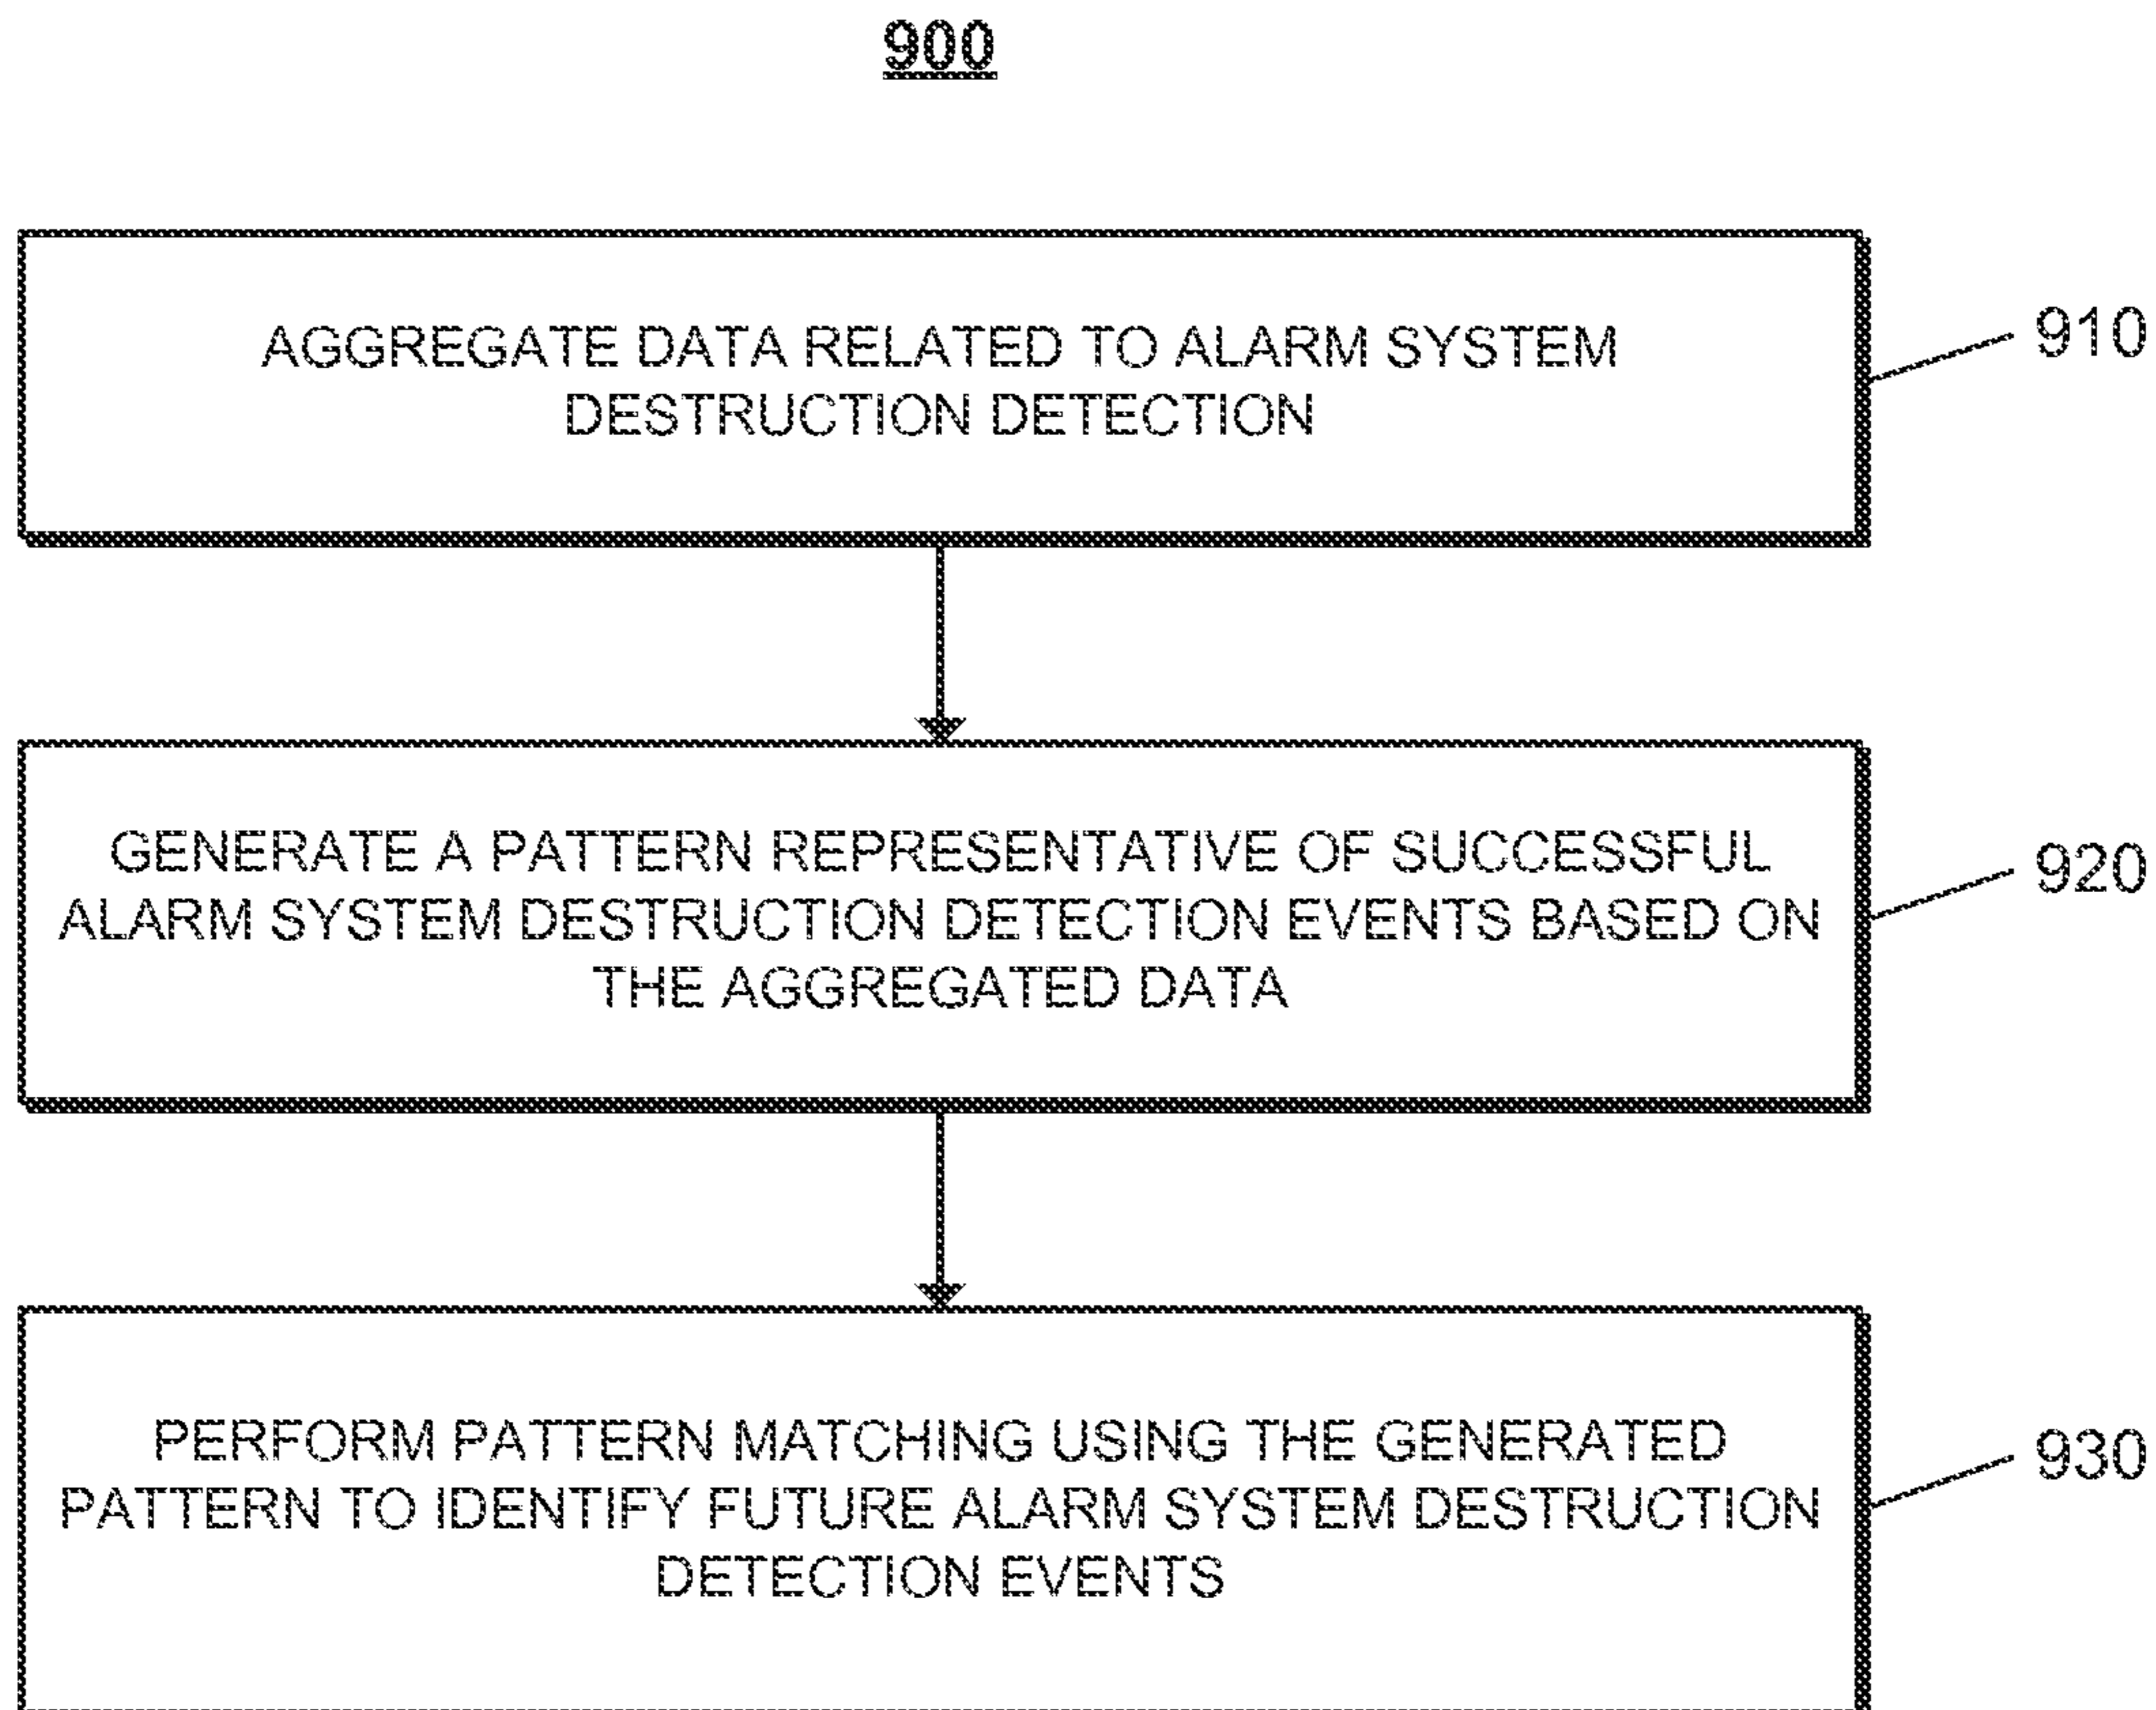 900
AGGREGATE DATA RELATED TO ALARM SYSTEM
DESTRUCTION DETECTION
910
GENERATE A PATTERN REPRESENTATIVE OF SUCCESSFUL
ALARM SYSTEM DESTRUCTION DETECTION EVENTS BASED ON
THE AGGREGATED DATA
920
PERFORM PATTERN MATCHING USING THE GENERATED
PATTERN TO IDENTIFY FUTURE ALARM SYSTEM DESTRUCTION
DETECTION EVENTS
930